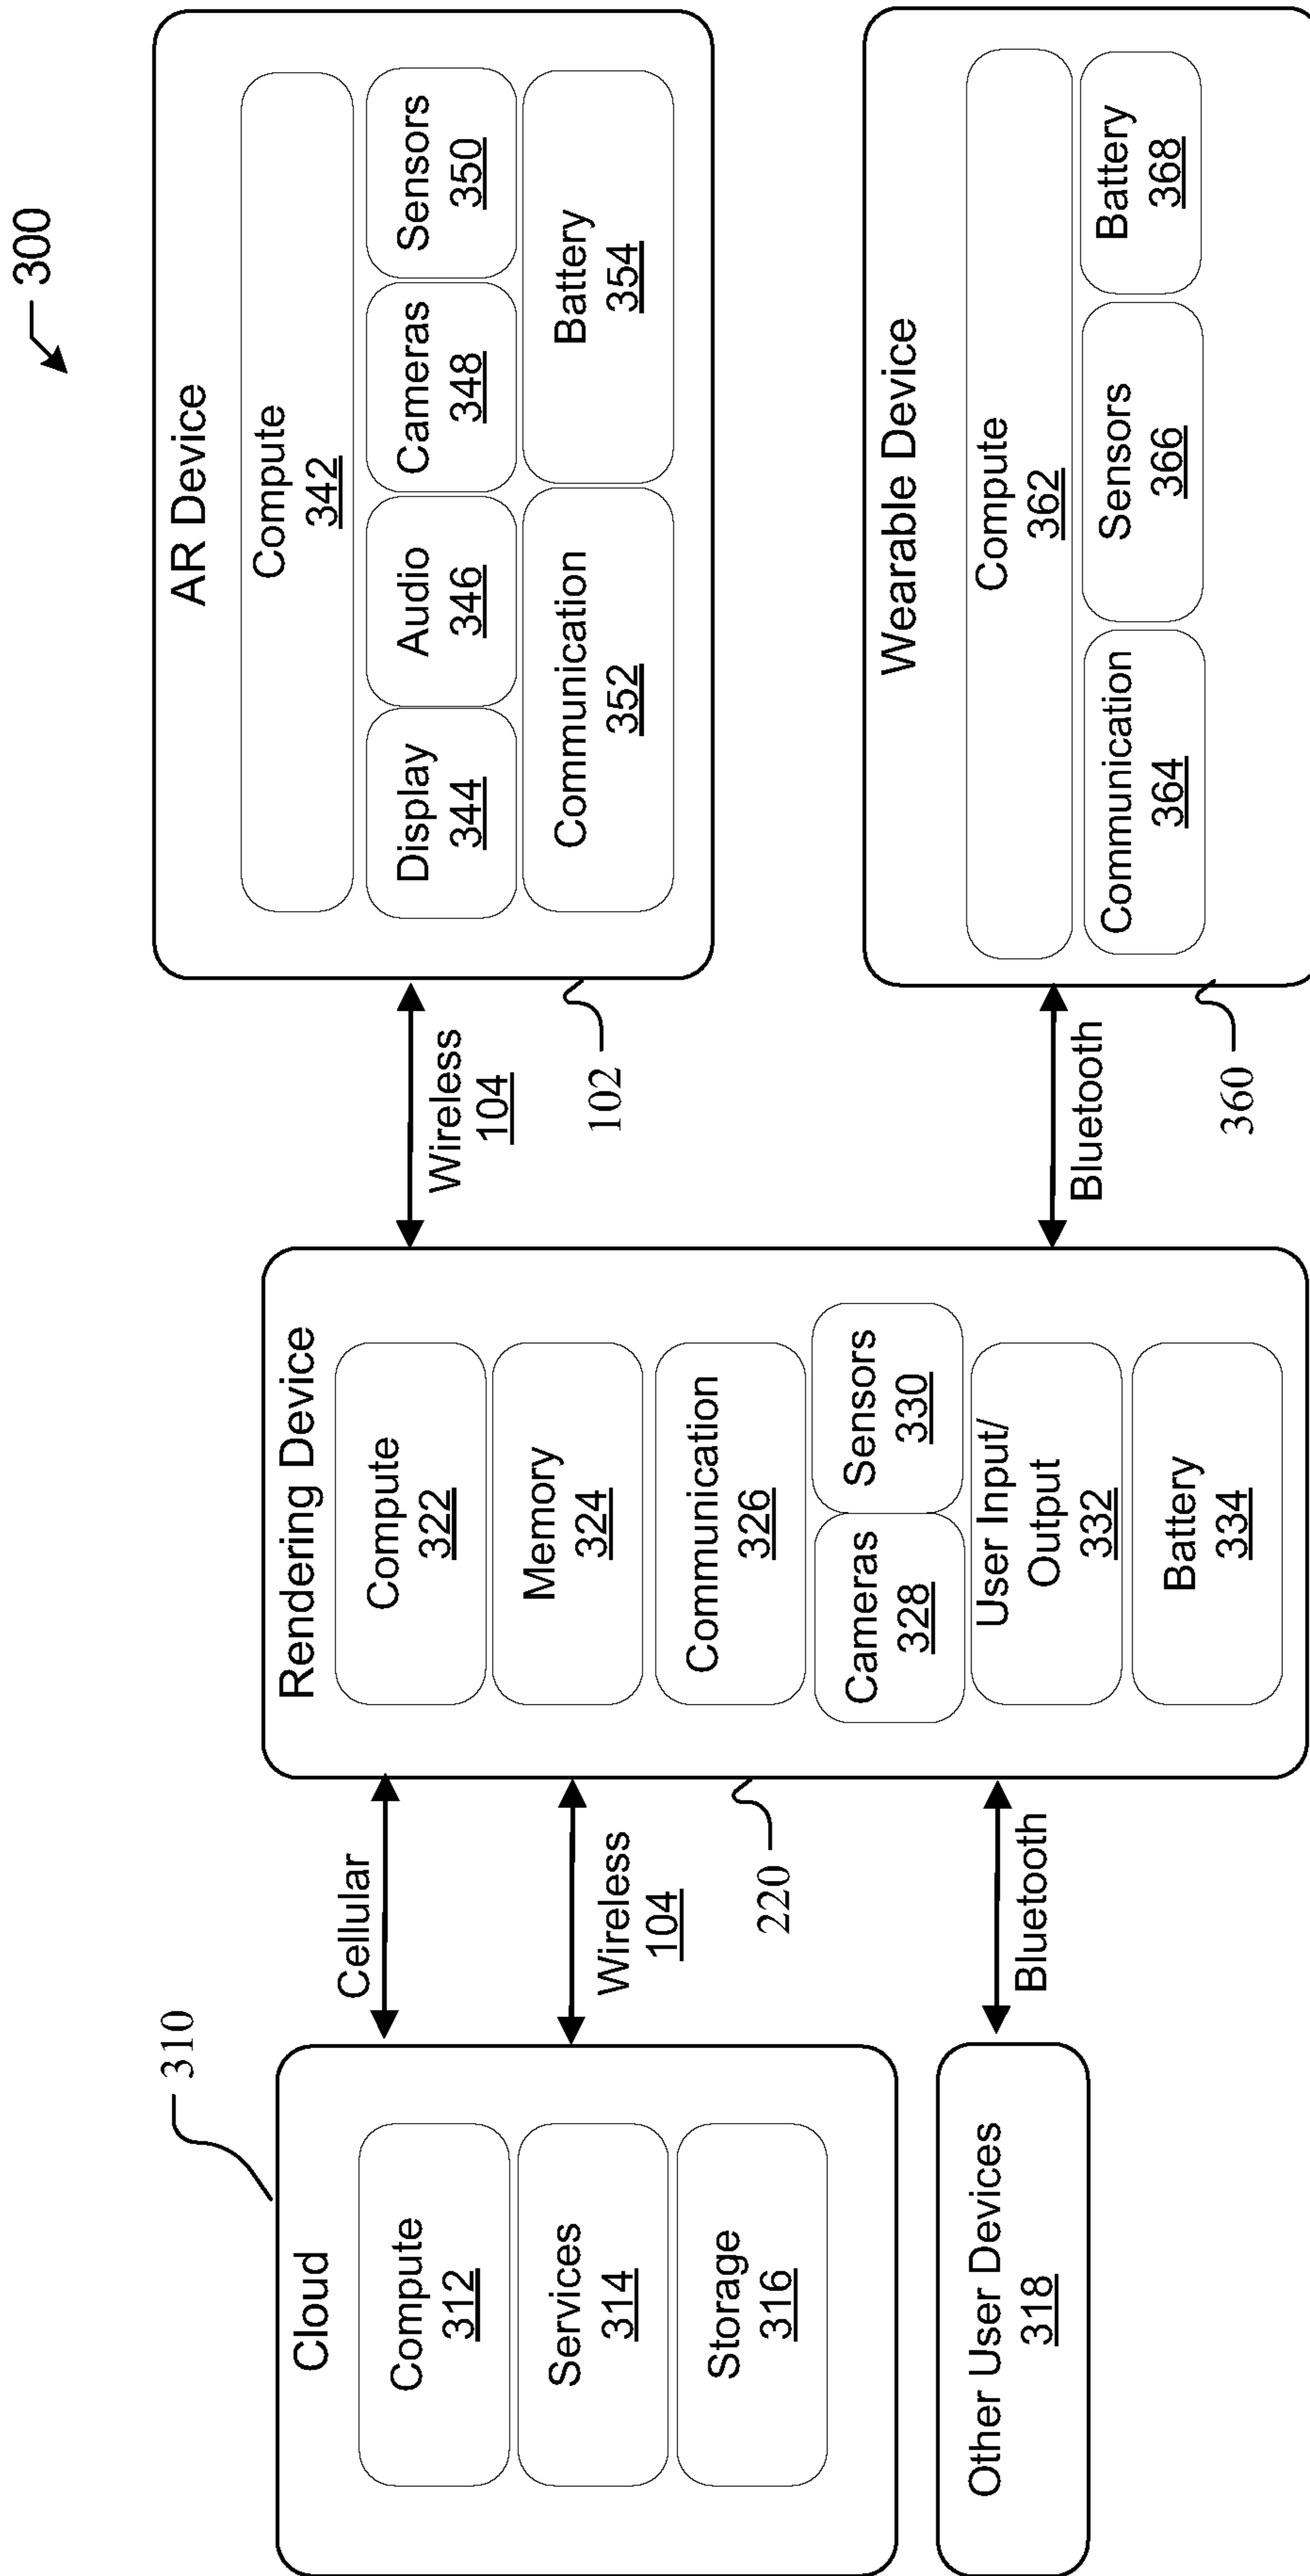 300
Cloud
Compute
312
Services
314
Storage
316
310
Other User Devices
318
Cellular
Wireless
104
Bluetooth
220
Rendering Device
Compute
322
Memory
324
Communication
326
Cameras
328
Sensors
330
User Input/
Output
332
Battery
334
Wireless
104
102
Bluetooth
360
AR Device
Compute
342
Display
344
Audio
346
Cameras
348
Sensors
350
Communication
352
Battery
354
Wearable Device
Compute
362
Communication
364
Sensors
366
Battery
368